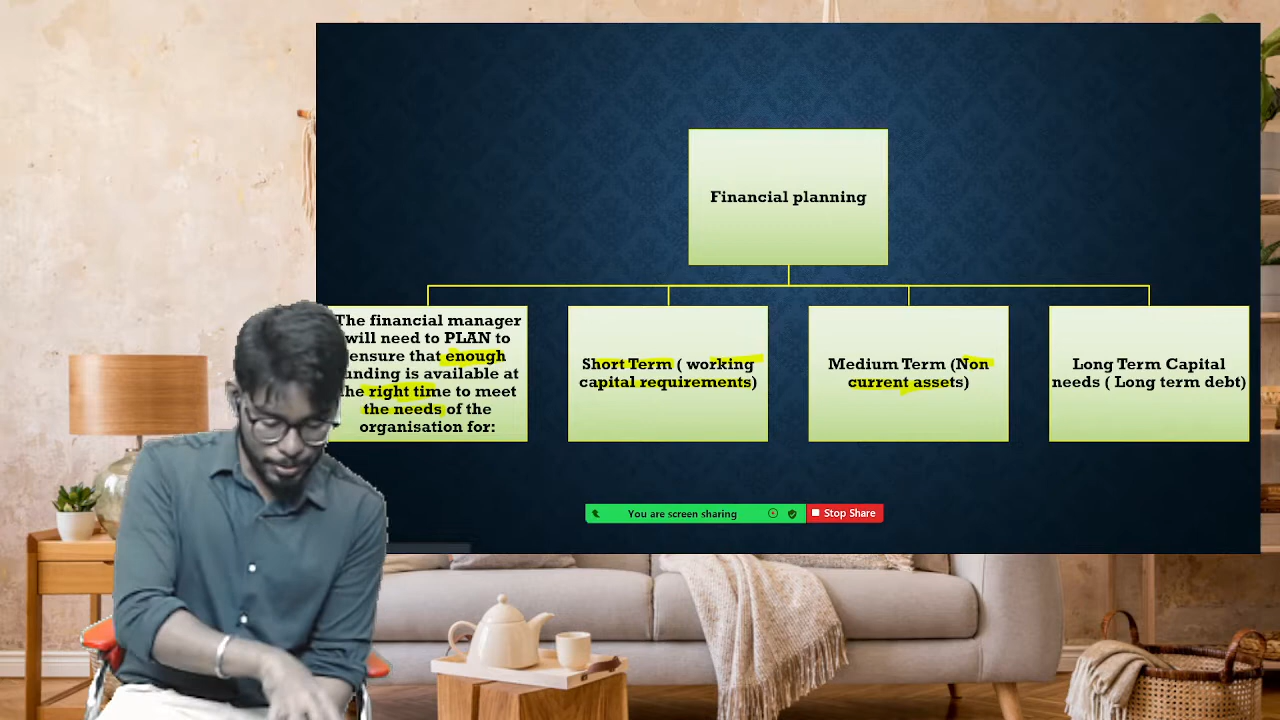 Financial planning
The financial manager
will need to PLAN to
ensure that enough
funding is available at
the right time to meet
the needs of the
organisation for:
Short Term ( working
capital requirements)
Medium Term (Non
current assets)
Long Term Capital
needs ( Long term debt)
You are screen sharing
Stop Share